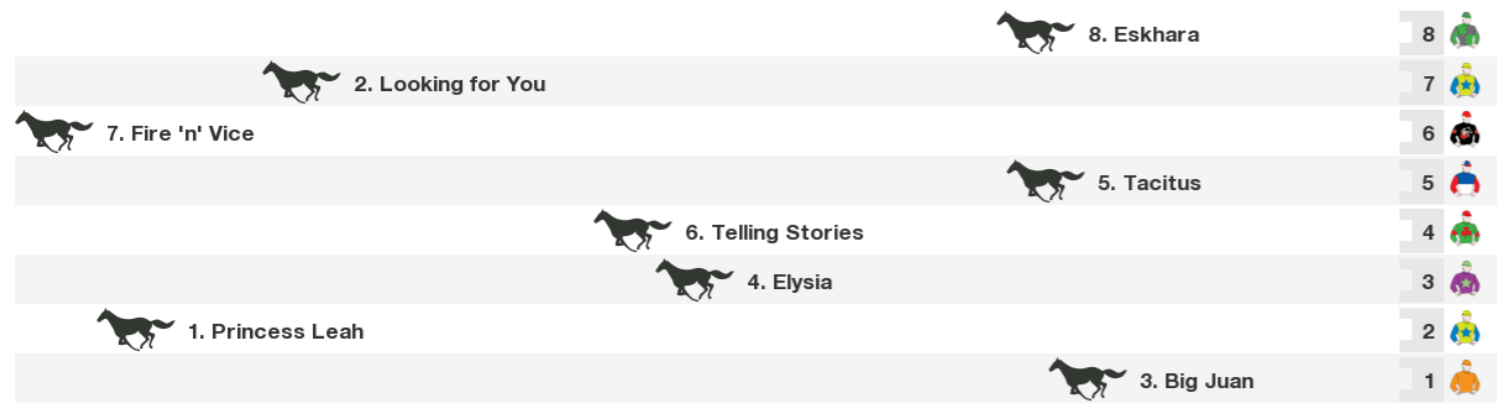 8. Eskhara 8
2. Looking for You 7
7. Fire 'n' Vice 6
5. Tacitus 5
6. Telling Stories 4
4. Elysia 3
1. Princess Leah 2
3. Big Juan 1